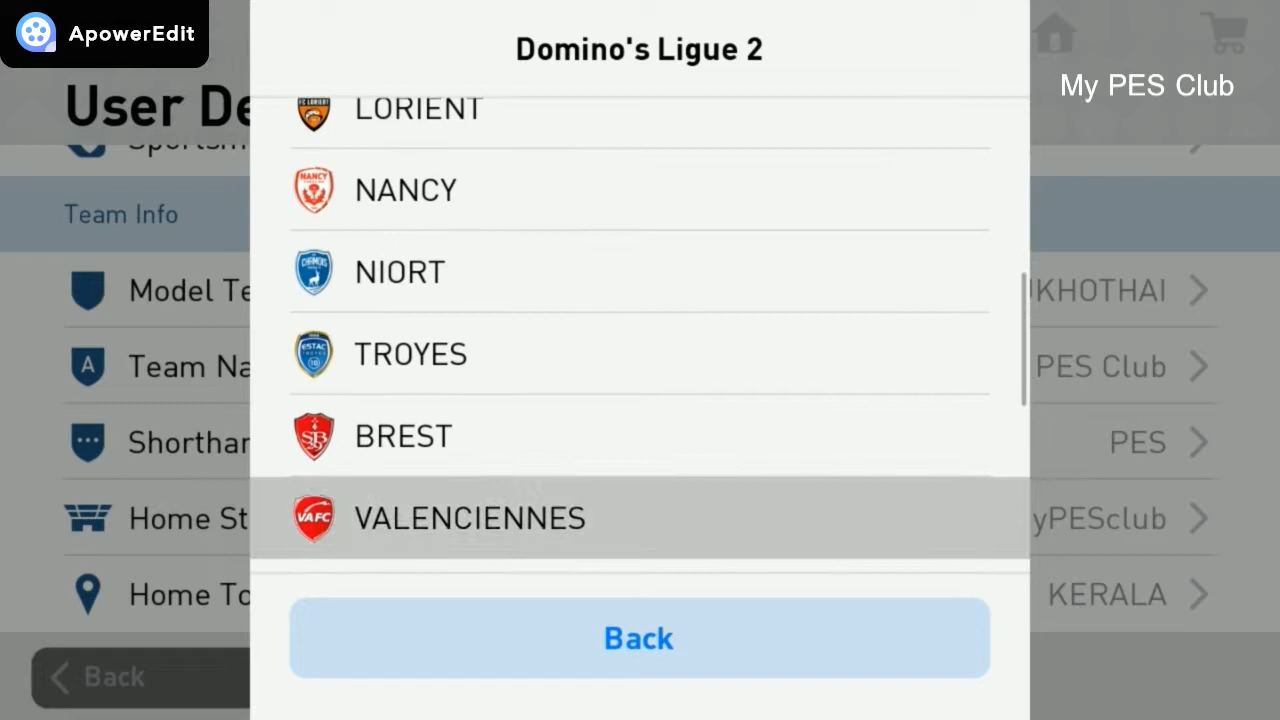 ApowerEdit
Domino's Ligue 2
My PES Club
User De
LORIENT
NANCY
Team Info
NIORT
Model Te
KHOTHAI
TROYES
Team Na
PES Club
BREST
Shorthar
PES
VALENCIENNES
Home St
yPESclub
Home To
KERALA
Back
Back